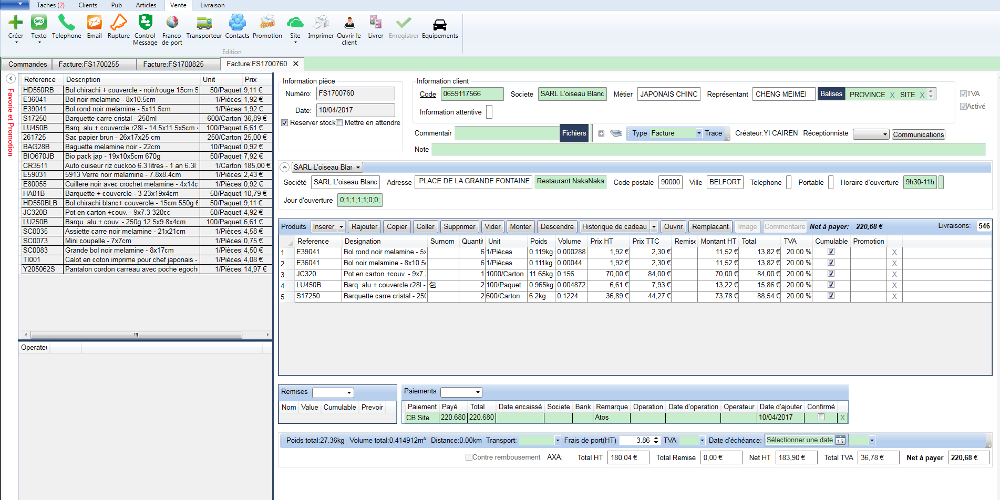 Taches (2) Clients Pub Articles Vente Livraison
Créer Texto Telephone Email Rupture Control Message Franco de port Transporteur Contacts Promotion Site Imprimer Ouvrir le client Livrer Enregistrer Equipements
Edition
Commandes Facture:FS1700255 Facture:FS1700825 Facture:FS1700760
Favorie et Promotion
Reference Description Unit Prix
HD550RB Bol chirachi + couvercle - noir/rouge 15cm 5 50/Paquet 9,11 €
E36041 Bol noir melamine - 8x10.5cm 1/Pièces 1,92 €
E39041 Bol rond noir melamine - 5x11.5cm 1/Pièces 1,92 €
S17250 Barquette carre cristal - 250ml 600/Carton 36,89 €
LU450B Barq. alu + couvercle r28l - 14.5x11.5x5cm 4 100/Paquet 6,61 €
261725 Sac papier brun - 26x17x25 cm 250/Carton 25,00 €
BAG28B Baguette melamine noir - 22cm 10/Paquet 0,92 €
BIO670JB Bio pack jap - 19x10x5cm 670g 50/Paquet 7,92 €
CR3511 Auto cuiseur riz cuckoo 6.3 litres - 1 an 6.3l 1/Carton 185,00 €
E59031 5913 Verre noir melamine - 7.8x8.4cm 1/Pièces 2,43 €
E80055 Cuillere noir avec crochet melamine - 4x14c 1/Pièces 0,92 €
HA01B Barquette + couvercle - 3 23x19x4cm 50/Paquet 10,79 €
HD550BLB Bol chirachi blanc+ couvercle - 15cm 550g 6 50/Paquet 9,11 €
JC320B Pot en carton +couv. - 9x7.3 320cc 50/Paquet 4,92 €
LU250B Barqu. alu + couv. - 250g 12.5x9.8x4cm 100/Paquet 6,61 €
SC0035 Assiette carre noir melamine - 21x21cm 1/Pièces 4,58 €
SC0073 Mini coupelle - 7x7cm 1/Pièces 0,75 €
SC0083 Grande bol noir melamine - 8x17cm 1/Pièces 4,50 €
TI001 Calot en coton imprime pour chef japonais - 1/Pièces 4,08 €
Y205062S Pantalon cordon carreau avec poche egoch 1/Pièces 14,97 €
Operateu
Information pièce
Numéro: FS1700760
Date: 10/04/2017
Reserver stock Mettre en attendre
Information client
Code 0659117566 Societe SARL L'oiseau Blanc Métier JAPONAIS CHINO Représentant CHENG MEIMEI Balises PROVINCE X SITE X TVA
Information attentive Activé
Commentair Fichiers Type Facture Trace Créateur:YI CAIREN Réceptionniste Communications
Note
SARL L'oiseau Blar
Société SARL L'oiseau Blanc Adresse PLACE DE LA GRANDE FONTAINE Restaurant NakaNaka Code postale 90000 Ville BELFORT Telephone Portable Horaire d'ouverture 9h30-11h
Jour d'ouverture 0;1;1;1;1;0;0;
Produits Inserer Rajouter Copier Coller Supprimer Vider Monter Descendre Historique de cadeau Ouvrir Remplacant Image Commentaire Net à payer: 220,68 € Livraisons: 546
Reference Designation Surnom Quantit Unit Poids Volume Prix HT Prix TTC Remise Montant HT Total TVA Cumulable Promotion
1 E39041 Bol rond noir melamine - 5x 6 1/Pièces 0.119kg 0.000288 1,92 € 2,30 € 11,52 € 13,82 € 20.00 % X
2 E36041 Bol noir melamine - 8x10.5 6 1/Pièces 0.111kg 0.00044 1,92 € 2,30 € 11,52 € 13,82 € 20.00 % X
3 JC320 Pot en carton +couv. - 9x7. 1 1000/Carton 11.65kg 0.156 70,00 € 84,00 € 70,00 € 84,00 € 20.00 % X
4 LU450B Barq. alu + couvercle r28l - 包 2 100/Paquet 0.965kg 0.004872 6,61 € 7,93 € 13,22 € 15,86 € 20.00 % X
5 S17250 Barquette carre cristal - 250 2 600/Carton 6.2kg 0.1224 36,89 € 44,27 € 73,78 € 88,54 € 20.00 % X
Remises
Nom Value Cumulable Prevoir
Paiements
Paiement Payé Total Date encaissé Societe Bank Remarque Operation Date d'operation Operateur Date d'ajouter Confirmé
CB Site 220.680 220.680 Atos 10/04/2017 X
Poids total:27.36kg Volume total:0.414912m³ Distance:0.00km Transport: Frais de port(HT) 3.86 TVA Date d'échéance: Sélectionner une date 15
Contre rembousement AXA: Total HT 180,04 € Total Remise 0,00 € Net HT 183,90 € Total TVA 36,78 € Net à payer 220,68 €